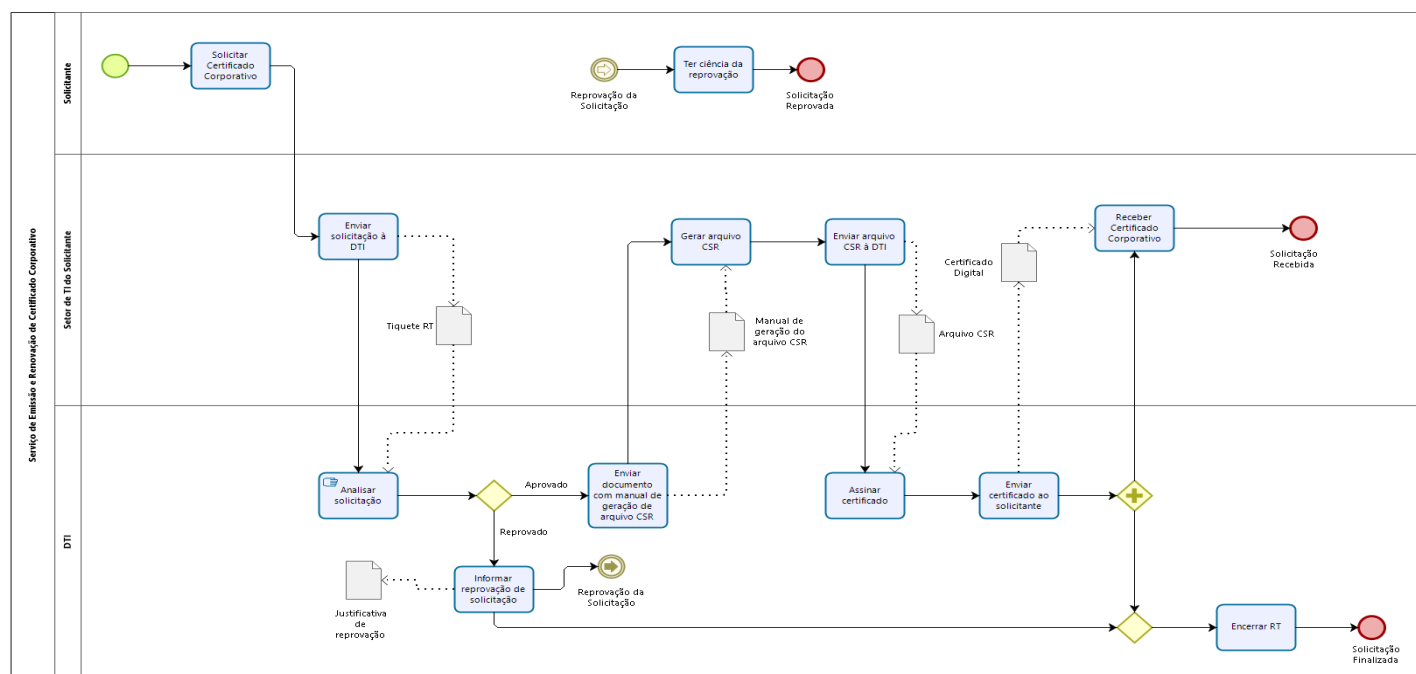 Serviço de Emissão e Renovação de Certificado Corporativo
Solicitante
Solicitar
Certificado
Corporativo
Reprovação da
Solicitação
Ter ciência da
reprovação
Solicitação
Reprovada
Setor de TI do Solicitante
Enviar
solicitação à
DTI
Tiquete RT
Gerar arquivo
CSR
Manual de
geração do
arquivo CSR
Enviar arquivo
CSR à DTI
Arquivo CSR
Certificado
Digital
Receber
Certificado
Corporativo
Solicitação
Recebida
DTI
Analisar
solicitação
Aprovado
Reprovado
Enviar
documento
com manual de
geração de
arquivo CSR
Assinar
certificado
Enviar
certificado ao
solicitante
Justificativa
de
reprovação
Informar
reprovação de
solicitação
Reprovação da
Solicitação
Encerrar RT
Solicitação
Finalizada